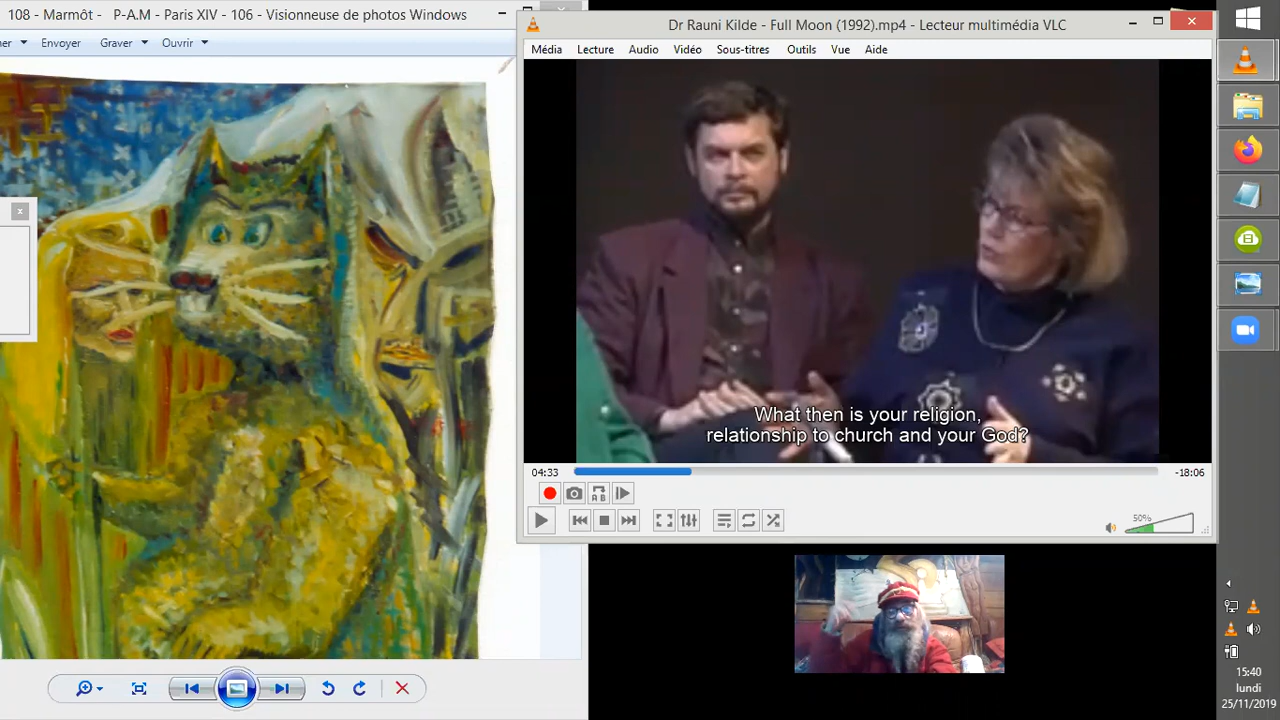 108 - Marmôt -    P-A.M - Paris XIV - 106 - Visionneuse de photos Windows
Envoyer
Graver
Ouvrir
Dr Rauni Kilde - Full Moon (1992).mp4 - Lecteur multimédia VLC
Média
Lecture
Audio
Vidéo
Sous-titres
Outils
Vue
Aide
What then is your religion,
relationship to church and your God?
04:33
-18:06
A B
50%
15:40
lundi
25/11/2019